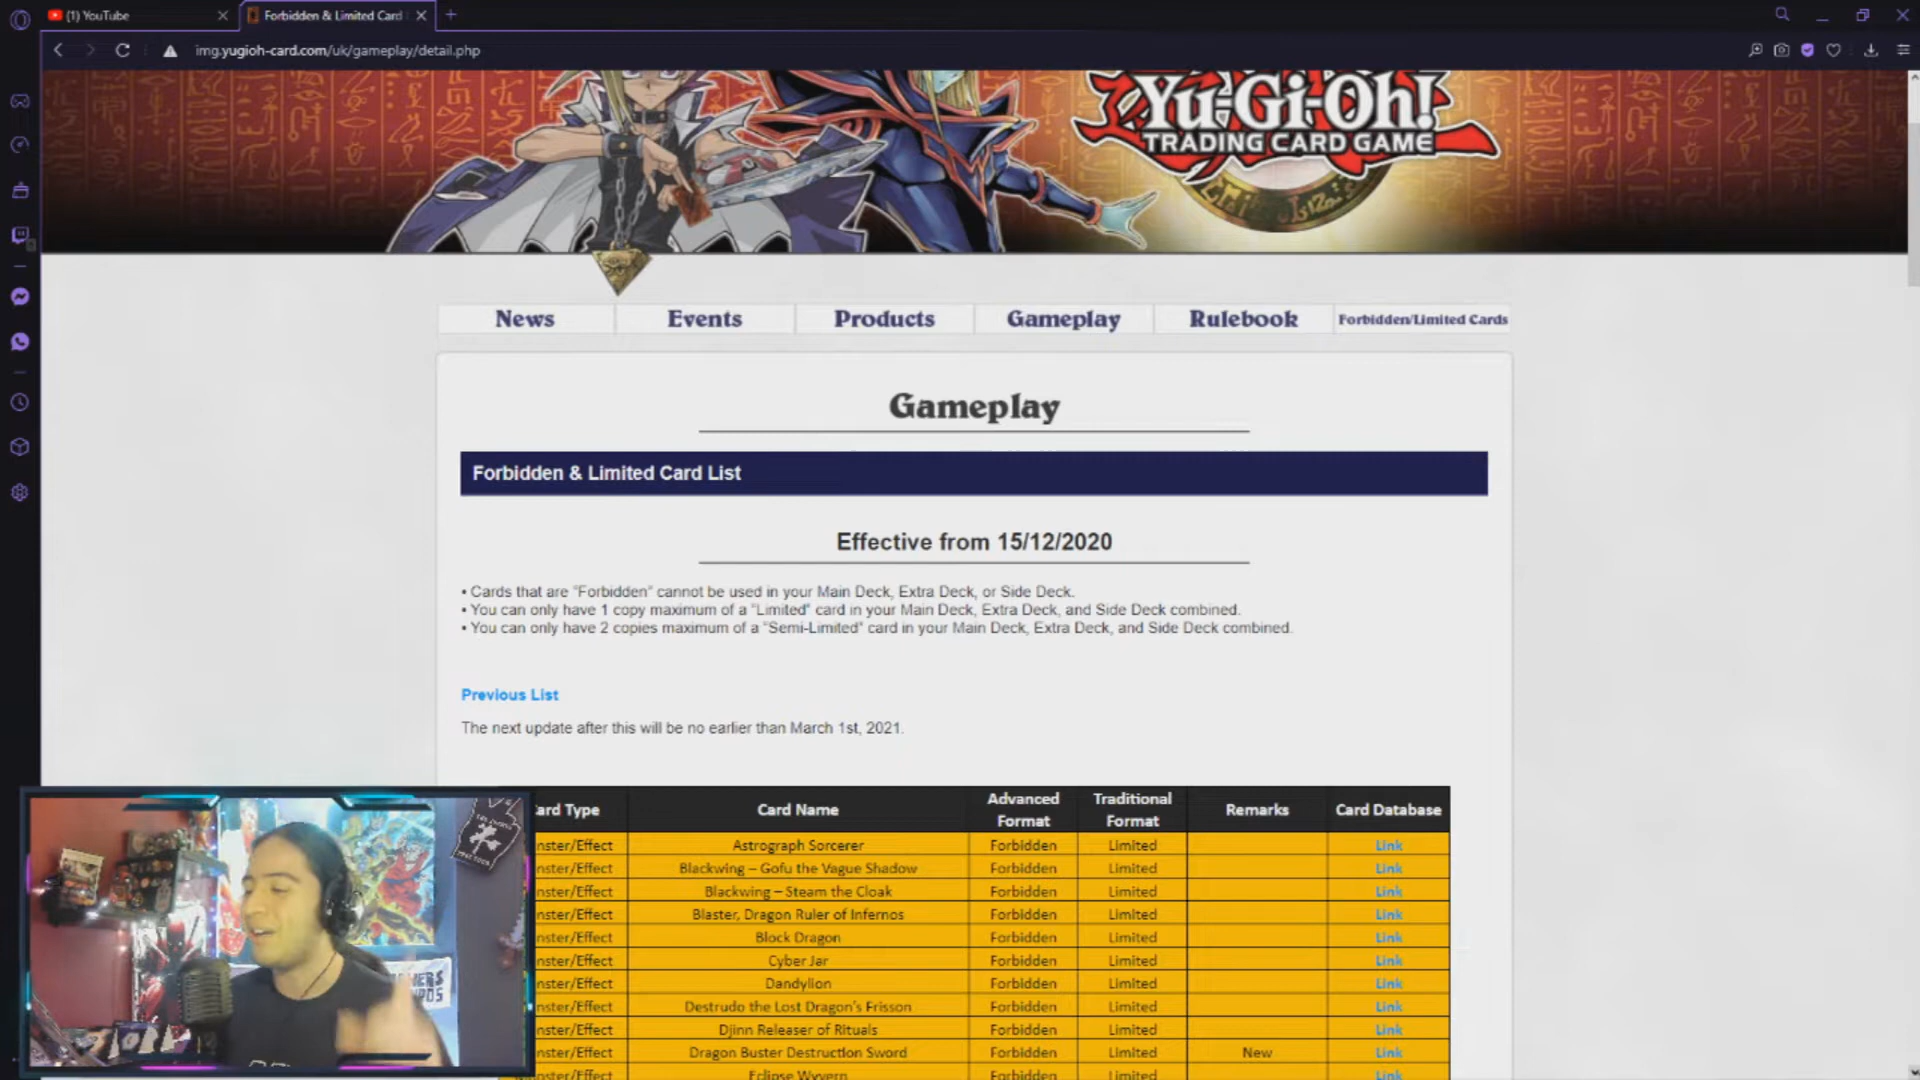 (1) YouTube
Forbidden & Limited Card
img.yugioh-card.com/uk/gameplay/detail.php
Yu-Gi-Oh!
TRADING CARD GAME
News
Events
Products
Gameplay
Rulebook
Forbidden/Limited Cards
Gameplay
Forbidden & Limited Card List
Effective from 15/12/2020
• Cards that are "Forbidden" cannot be used in your Main Deck, Extra Deck, or Side Deck.
• You can only have 1 copy maximum of a "Limited" card in your Main Deck, Extra Deck, and Side Deck combined.
• You can only have 2 copies maximum of a "Semi-Limited" card in your Main Deck, Extra Deck, and Side Deck combined.
Previous List
The next update after this will be no earlier than March 1st, 2021.
ard Type Card Name Advanced Format Traditional Format Remarks Card Database
nster/Effect Astrograph Sorcerer Forbidden Limited Link
nster/Effect Blackwing – Gofu the Vague Shadow Forbidden Limited Link
nster/Effect Blackwing – Steam the Cloak Forbidden Limited Link
nster/Effect Blaster, Dragon Ruler of Infernos Forbidden Limited Link
nster/Effect Block Dragon Forbidden Limited Link
nster/Effect Cyber Jar Forbidden Limited Link
nster/Effect Dandylion Forbidden Limited Link
nster/Effect Destrudo the Lost Dragon's Frisson Forbidden Limited Link
nster/Effect Djinn Releaser of Rituals Forbidden Limited Link
nster/Effect Dragon Buster Destruction Sword Forbidden Limited New Link
nster/Effect Eclipse Wyvern Forbidden Limited Link